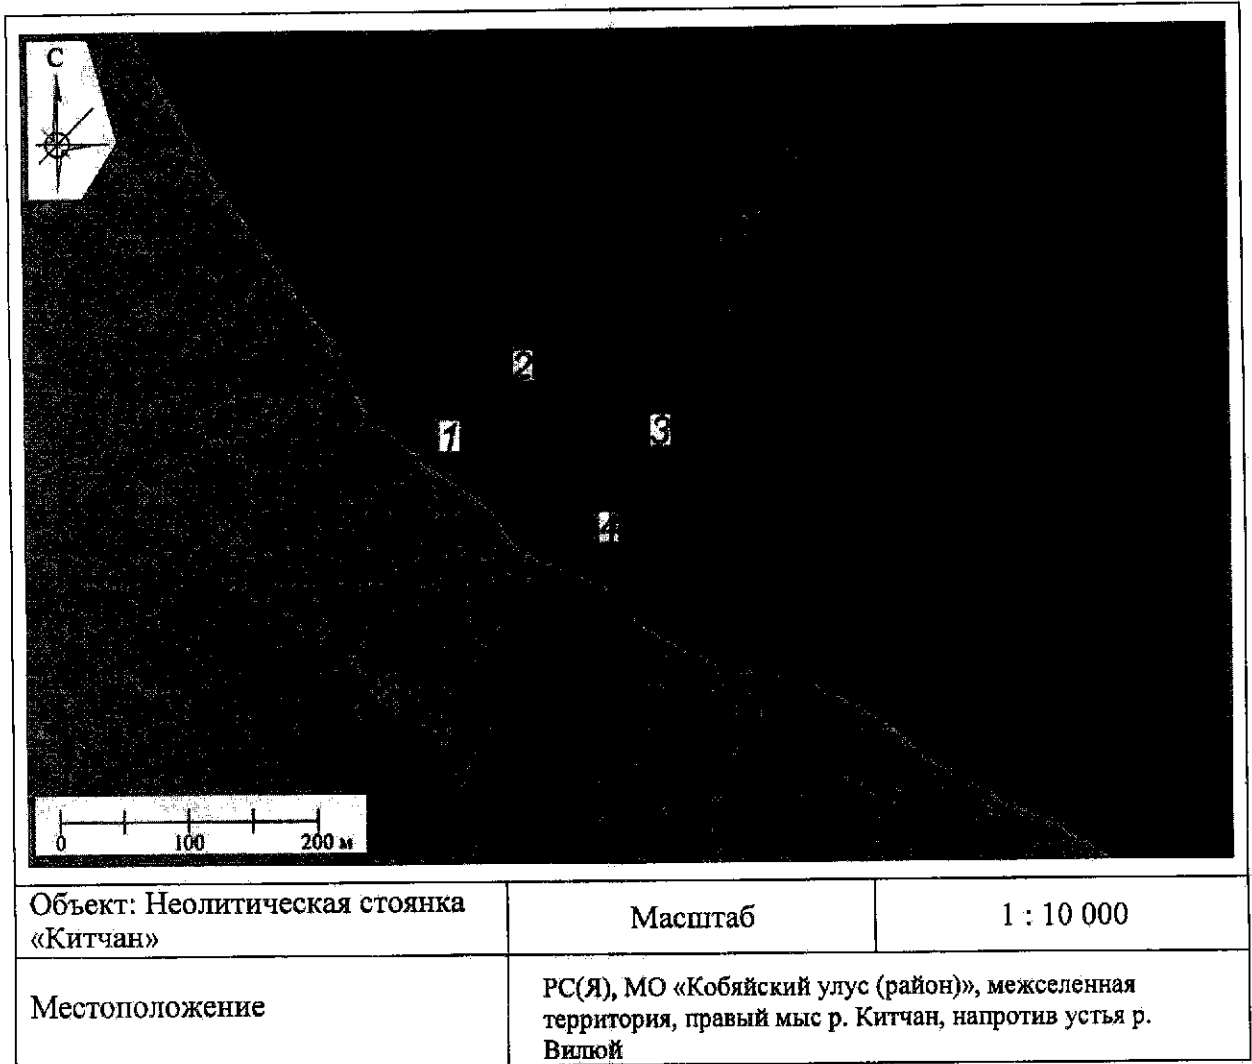 С
2
1
3
4
0 100 200 м
Объект: Неолитическая стоянка
«Китчан»
Масштаб
1 : 10 000
Местоположение
РС(Я), МО «Кобяйский улус (район)», межселенная
территория, правый мыс р. Китчан, напротив устья р.
Вилюй